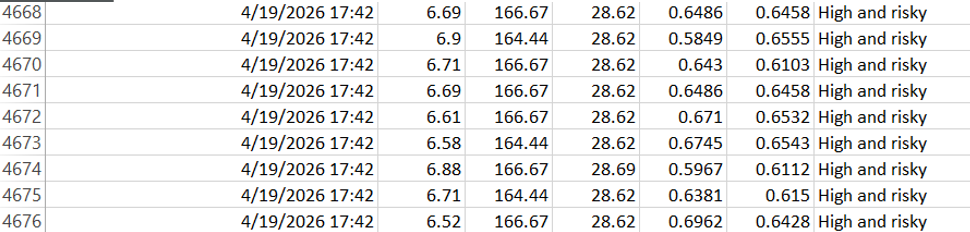 4668 4/19/2026 17:42 6.69 166.67 28.62 0.6486 0.6458 High and risky
4669 4/19/2026 17:42 6.9 164.44 28.62 0.5849 0.6555 High and risky
4670 4/19/2026 17:42 6.71 166.67 28.62 0.643 0.6103 High and risky
4671 4/19/2026 17:42 6.69 166.67 28.62 0.6486 0.6458 High and risky
4672 4/19/2026 17:42 6.61 166.67 28.62 0.671 0.6532 High and risky
4673 4/19/2026 17:42 6.58 164.44 28.62 0.6745 0.6543 High and risky
4674 4/19/2026 17:42 6.88 166.67 28.69 0.5967 0.6112 High and risky
4675 4/19/2026 17:42 6.71 164.44 28.62 0.6381 0.615 High and risky
4676 4/19/2026 17:42 6.52 166.67 28.62 0.6962 0.6428 High and risky